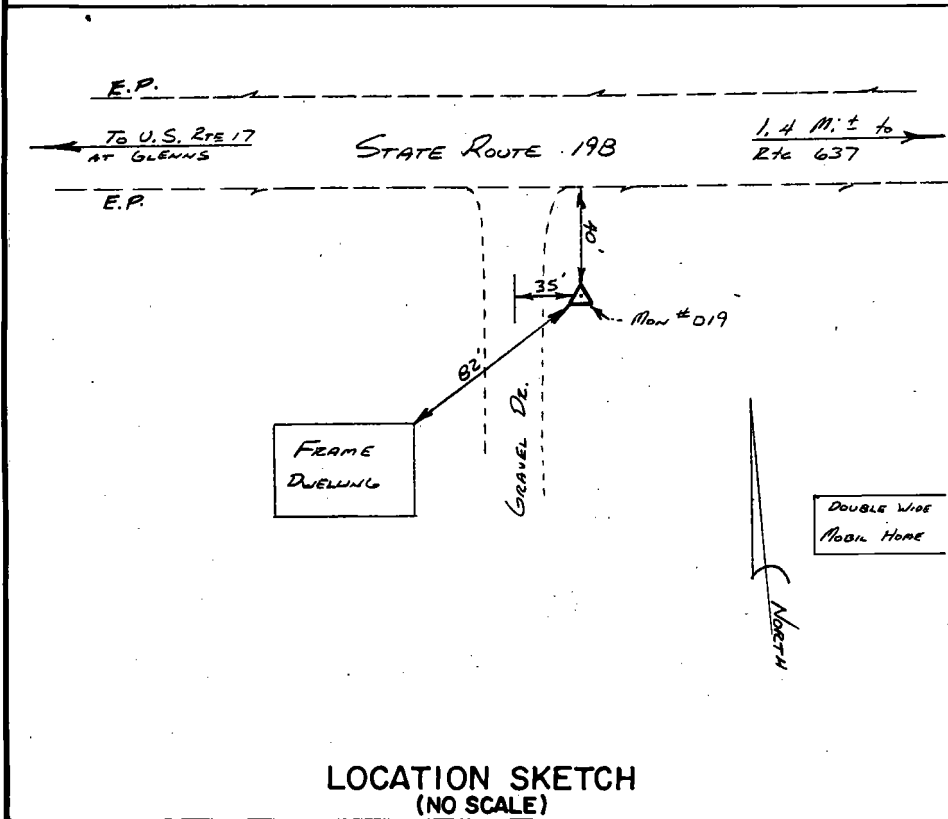 E.P.
To U.S. RTE 17
AT GLENNS
STATE ROUTE 198
1.4 Mi ± to
Rte 637
E.P.
40'
35'
MON # 019
82'
GRAVEL DR.
FRAME
DWELLING
DOUBLE WIDE
MOBIL HOME
NORTH
LOCATION SKETCH
(NO SCALE)